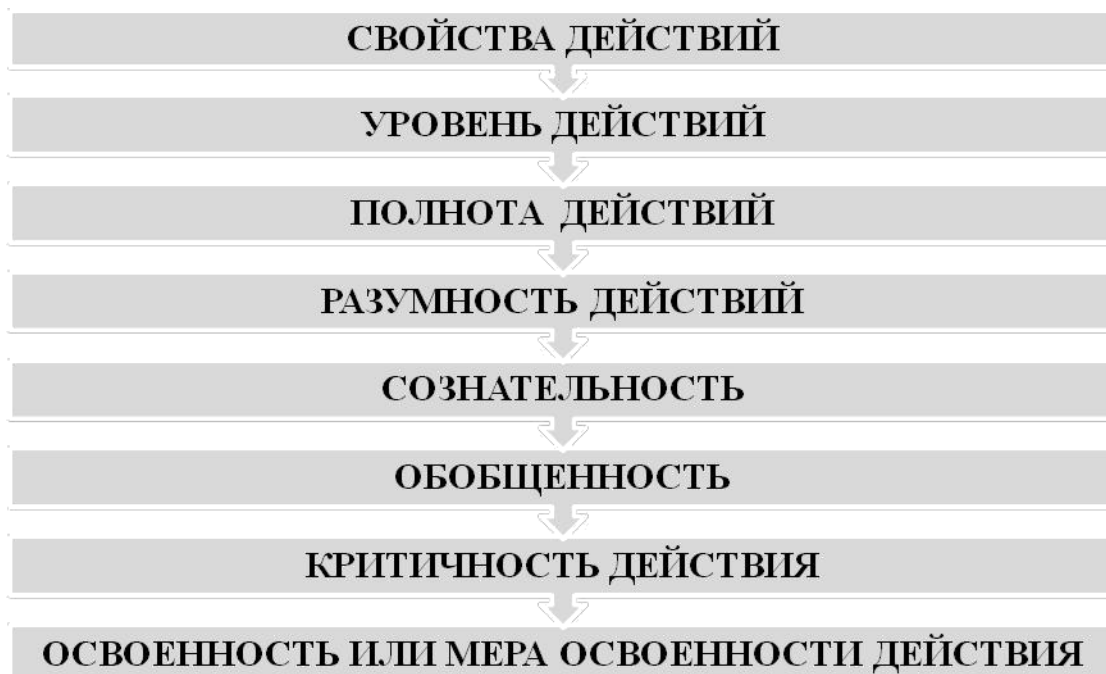 СВОЙСТВА ДЕЙСТВИЙ
УРОВЕНЬ ДЕЙСТВИЙ
ПОЛНОТА ДЕЙСТВИЙ
РАЗУМНОСТЬ ДЕЙСТВИЙ
СОЗНАТЕЛЬНОСТЬ
ОБОБЩЕННОСТЬ
КРИТИЧНОСТЬ ДЕЙСТВИЯ
ОСВОЕННОСТЬ ИЛИ МЕРА ОСВОЕННОСТИ ДЕЙСТВИЯ